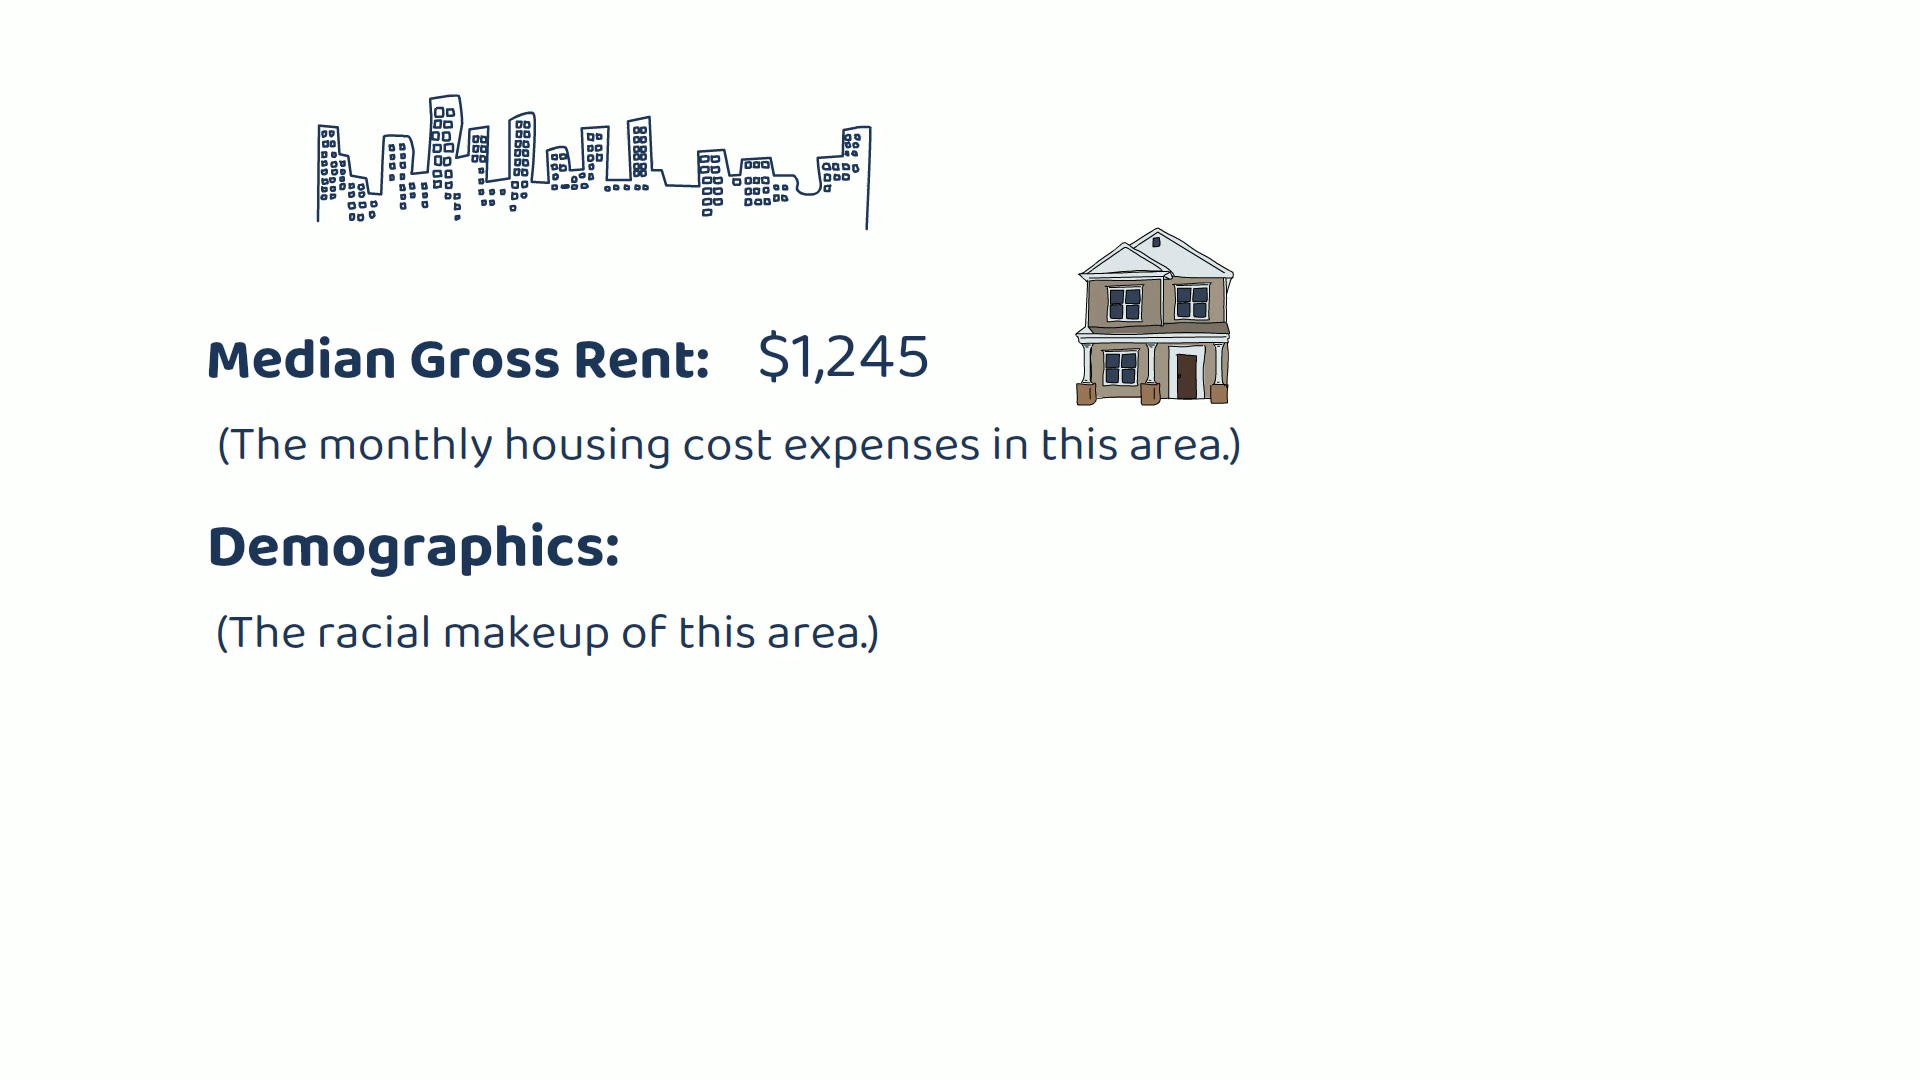 Median Gross Rent: $1,245
(The monthly housing cost expenses in this area.)
Demographics:
(The racial makeup of this area.)